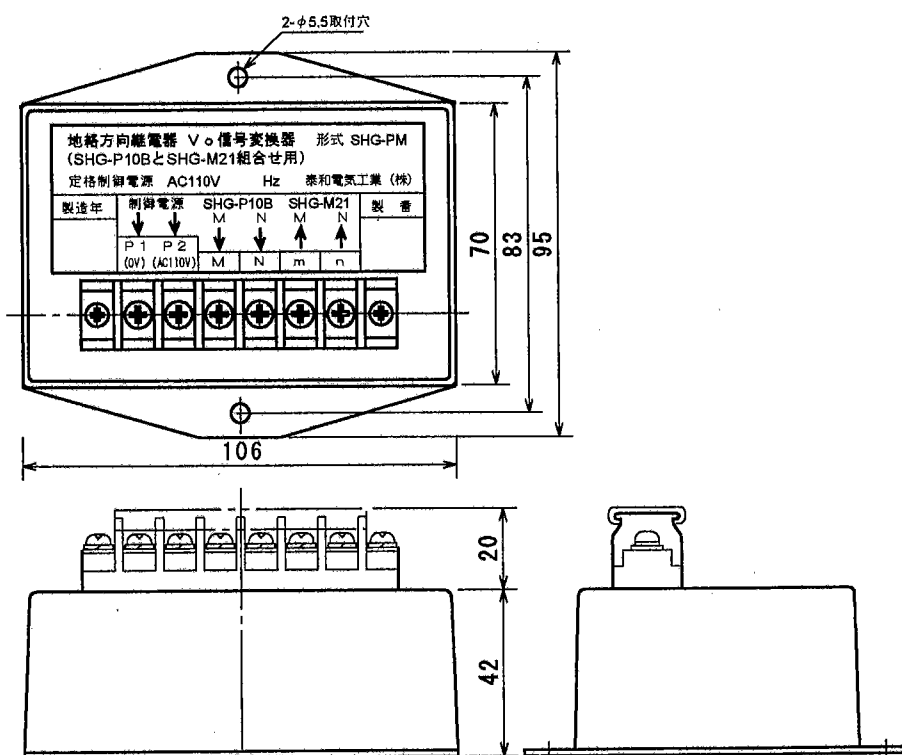 2-φ5.5取付穴
地絡方向継電器 Vo信号変換器 形式 SHG-PM
(SHG-P10BとSHG-M21組合せ用)
定格制御電源 AC110V Hz 泰和電気工業(株)
製造年 制御電源 SHG-P10B SHG-M21 製番
M N M N
P1 P2
(0V) (AC110V) M N m n
70
83
95
106
20
42